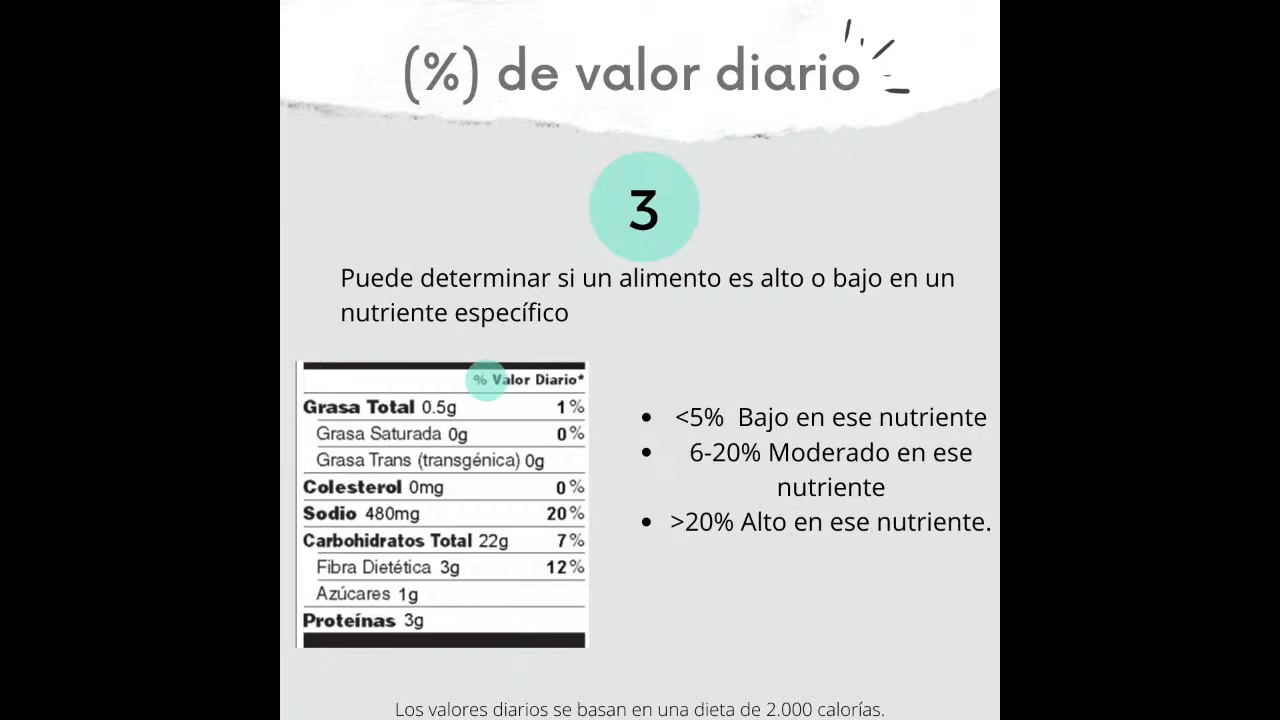 (%) de valor diario
3
Puede determinar si un alimento es alto o bajo en un
nutriente específico
% Valor Diario*
Grasa Total 0.5g 1%
Grasa Saturada 0g 0%
Grasa Trans (transgénica) 0g
Colesterol 0mg 0%
Sodio 480mg 20%
Carbohidratos Total 22g 7%
Fibra Dietética 3g 12%
Azúcares 1g
Proteínas 3g
• <5% Bajo en ese nutriente
• 6-20% Moderado en ese
nutriente
• >20% Alto en ese nutriente.
Los valores diarios se basan en una dieta de 2.000 calorías.